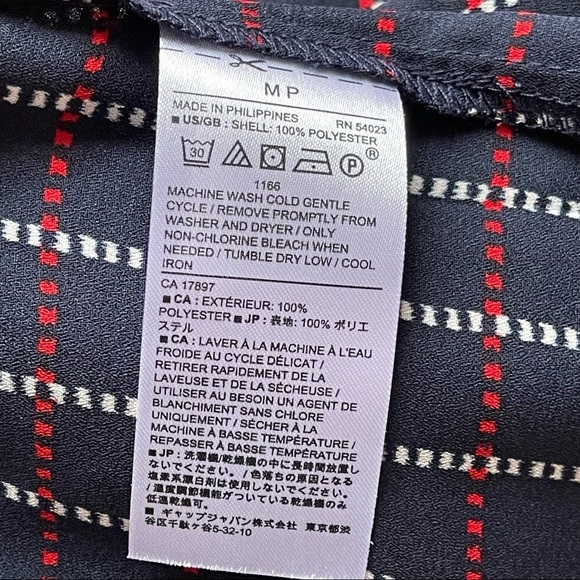 MP
MADE IN PHILIPPINES RN 54023
■ US/GB : SHELL: 100% POLYESTER
30 P ®
1166
MACHINE WASH COLD GENTLE
CYCLE / REMOVE PROMPTLY FROM
WASHER AND DRYER / ONLY
NON-CHLORINE BLEACH WHEN
NEEDED / TUMBLE DRY LOW / COOL
IRON
CA 17897
■ CA : EXTÉRIEUR: 100%
POLYESTER ■ JP : 表地: 100% ポリエ
ステル
■ CA : LAVER À LA MACHINE À L'EAU
FROIDE AU CYCLE DÉLICAT /
RETIRER RAPIDEMENT DE LA
LAVEUSE ET DE LA SÉCHEUSE /
UTILISER AU BESOIN UN AGENT DE
BLANCHIMENT SANS CHLORE
UNIQUEMENT / SÉCHER À LA
MACHINE À BASSE TEMPÉRATURE /
REPASSER À BASSE TEMPÉRATURE
■ JP : 洗濯機/乾燥機の中に長時間放置し
ないでください。/ 色落ちの原因となる
塩素系漂白剤は使用しないでください。
/ 温度調節機能がついている乾燥機のみ
低温乾燥可。
■ ギャップジャパン株式会社 東京都渋
谷区千駄ヶ谷5-32-10